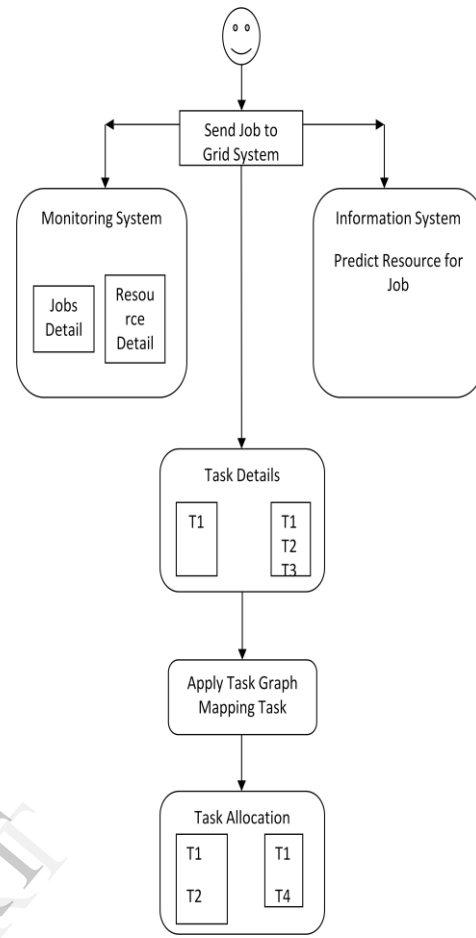 Send Job to
Grid System
Monitoring System
Jobs
Detail
Resou
rce
Detail
Information System
Predict Resource for
Job
Task Details
T1
T1
T2
T3
Apply Task Graph
Mapping Task
Task Allocation
T1
T2
T1
T4